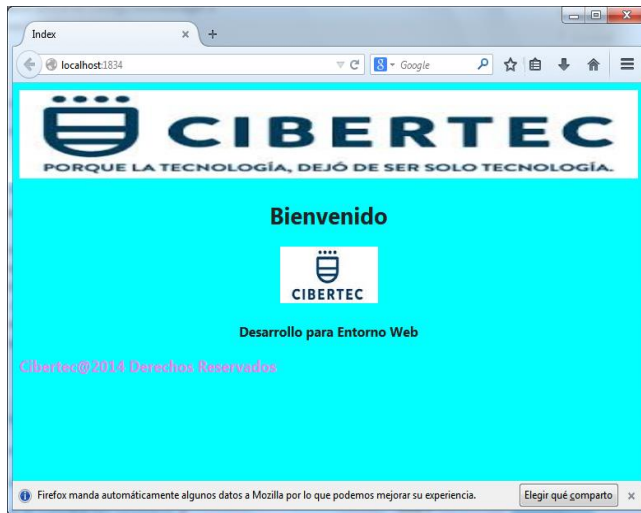 Index
localhost:1834
Google
CIBERTEC
PORQUE LA TECNOLOGÍA, DEJÓ DE SER SOLO TECNOLOGÍA.
Bienvenido
CIBERTEC
Desarrollo para Entorno Web
Cibertec@2014 Derechos Reservados
Firefox manda automáticamente algunos datos a Mozilla por lo que podemos mejorar su experiencia.
Elegir qué comparto